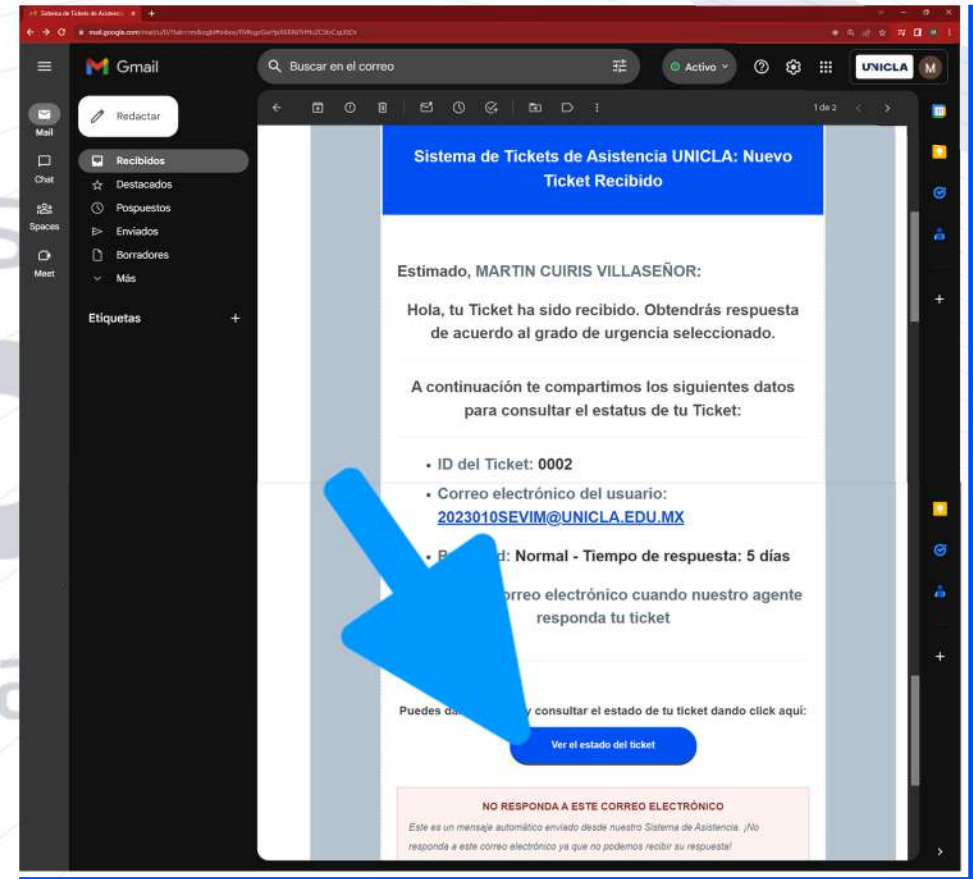 Sistema de Tickets de Asistenc
Gmail
Buscar en el correo
Activo
UNICLA
M
Redactar
1 de 2
Mail
Recibidos
Chat
Destacados
Pospuestos
Spaces
Enviados
Borradores
Meet
Más
Etiquetas
Sistema de Tickets de Asistencia UNICLA: Nuevo
Ticket Recibido
Estimado, MARTIN CUIRIS VILLASEÑOR:
Hola, tu Ticket ha sido recibido. Obtendrás respuesta
de acuerdo al grado de urgencia seleccionado.
A continuación te compartimos los siguientes datos
para consultar el estatus de tu Ticket:
• ID del Ticket: 0002
• Correo electrónico del usuario:
2023010SEVIM@UNICLA.EDU.MX
Normal - Tiempo de respuesta: 5 días
electrónico cuando nuestro agente
responda tu ticket
Puedes y consultar el estado de tu ticket dando click aquí:
Ver el estado del ticket
NO RESPONDA A ESTE CORREO ELECTRÓNICO
Este es un mensaje automático enviado desde nuestro Sistema de Asistencia. ¡No
responda a este correo electrónico ya que no podemos recibir su respuesta!